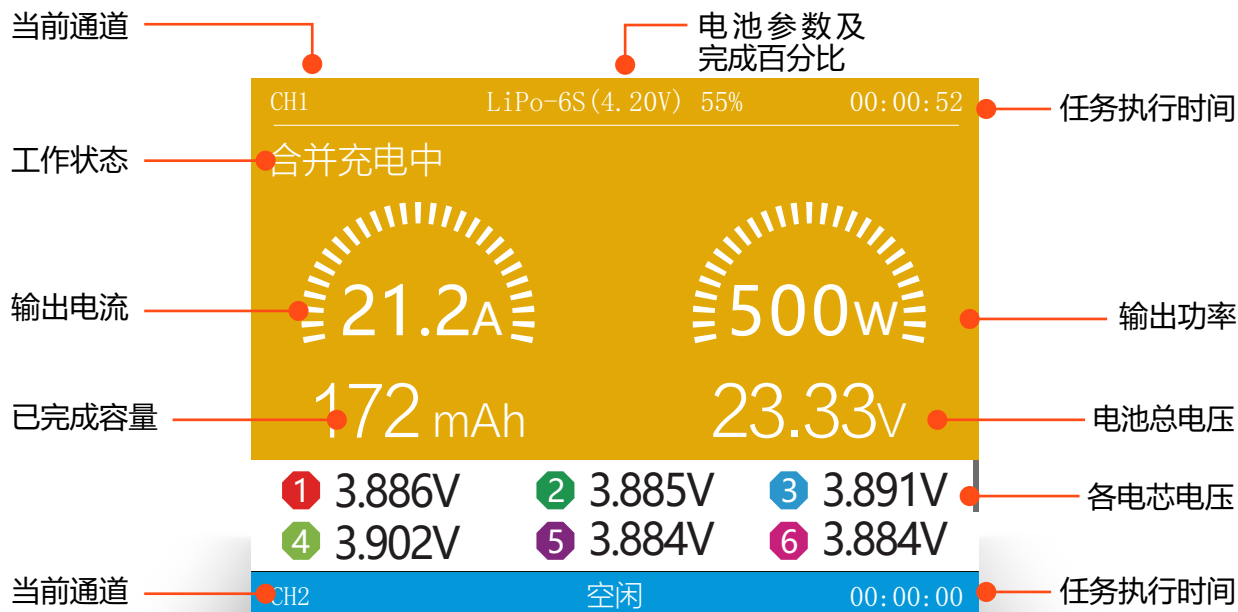 当前通道
电池参数及
完成百分比
CH1 LiPo-6S(4.20V) 55% 00:00:52
任务执行时间
工作状态
合并充电中
输出电流
21.2A
500W
输出功率
已完成容量
172 mAh
23.33V
电池总电压
1 3.886V 2 3.885V 3 3.891V
各电芯电压
4 3.902V 5 3.884V 6 3.884V
当前通道
CH2 空闲 00:00:00
任务执行时间